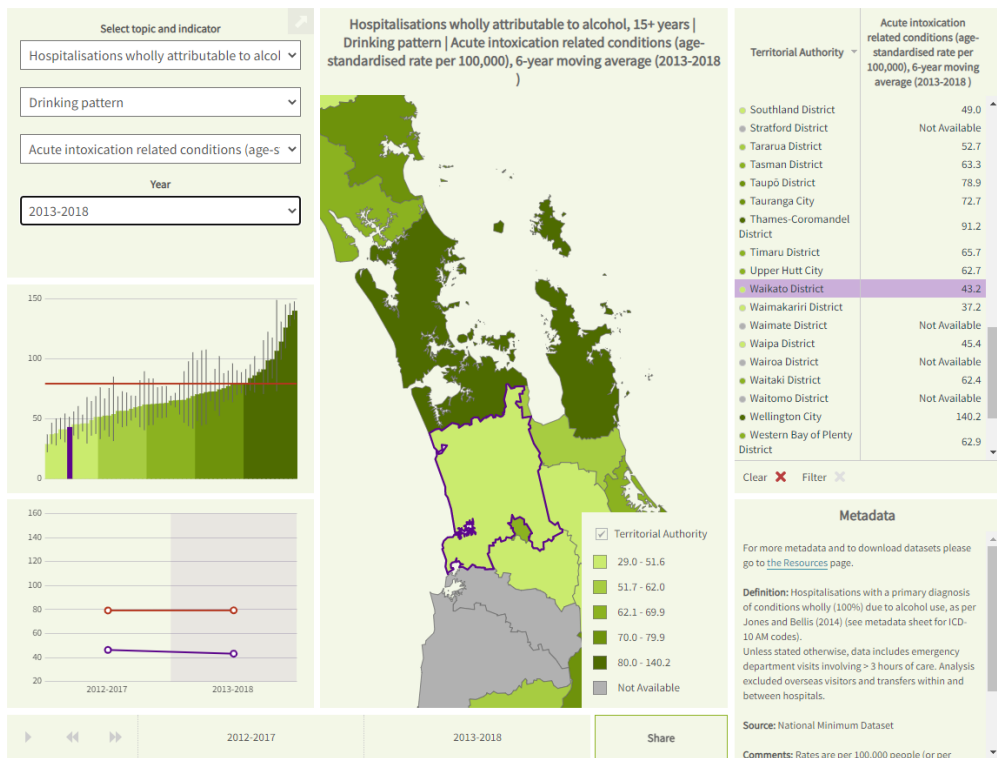 Select topic and indicator
Hospitalisations wholly attributable to alcol
Drinking pattern
Acute intoxication related conditions (age-s
Year
2013-2018
150
100
50
0
160
140
120
100
80
60
40
20
2012-2017
2013-2018
Hospitalisations wholly attributable to alcohol, 15+ years |
Drinking pattern | Acute intoxication related conditions (age-
standardised rate per 100,000), 6-year moving average (2013-2018
)
Territorial Authority
29.0 - 51.6
51.7 - 62.0
62.1 - 69.9
70.0 - 79.9
80.0 - 140.2
Not Available
2012-2017
2013-2018
Share
Territorial Authority
Acute intoxication
related conditions (age-
standardised rate per
100,000), 6-year moving
average (2013-2018 )
Southland District 49.0
Stratford District Not Available
Tararua District 52.7
Tasman District 63.3
Taupō District 78.9
Tauranga City 72.7
Thames-Coromandel
District 91.2
Timaru District 65.7
Upper Hutt City 62.7
Waikato District 43.2
Waimakariri District 37.2
Waimate District Not Available
Waipa District 45.4
Wairoa District Not Available
Waitaki District 62.4
Waitomo District Not Available
Wellington City 140.2
Western Bay of Plenty
District 62.9
Clear Filter
Metadata
For more metadata and to download datasets please
go to the Resources page.
Definition: Hospitalisations with a primary diagnosis
of conditions wholly (100%) due to alcohol use, as per
Jones and Bellis (2014) (see metadata sheet for ICD-
10 AM codes).
Unless stated otherwise, data includes emergency
department visits involving > 3 hours of care. Analysis
excluded overseas visitors and transfers within and
between hospitals.
Source: National Minimum Dataset
Comments: Rates are per 100,000 people (or per